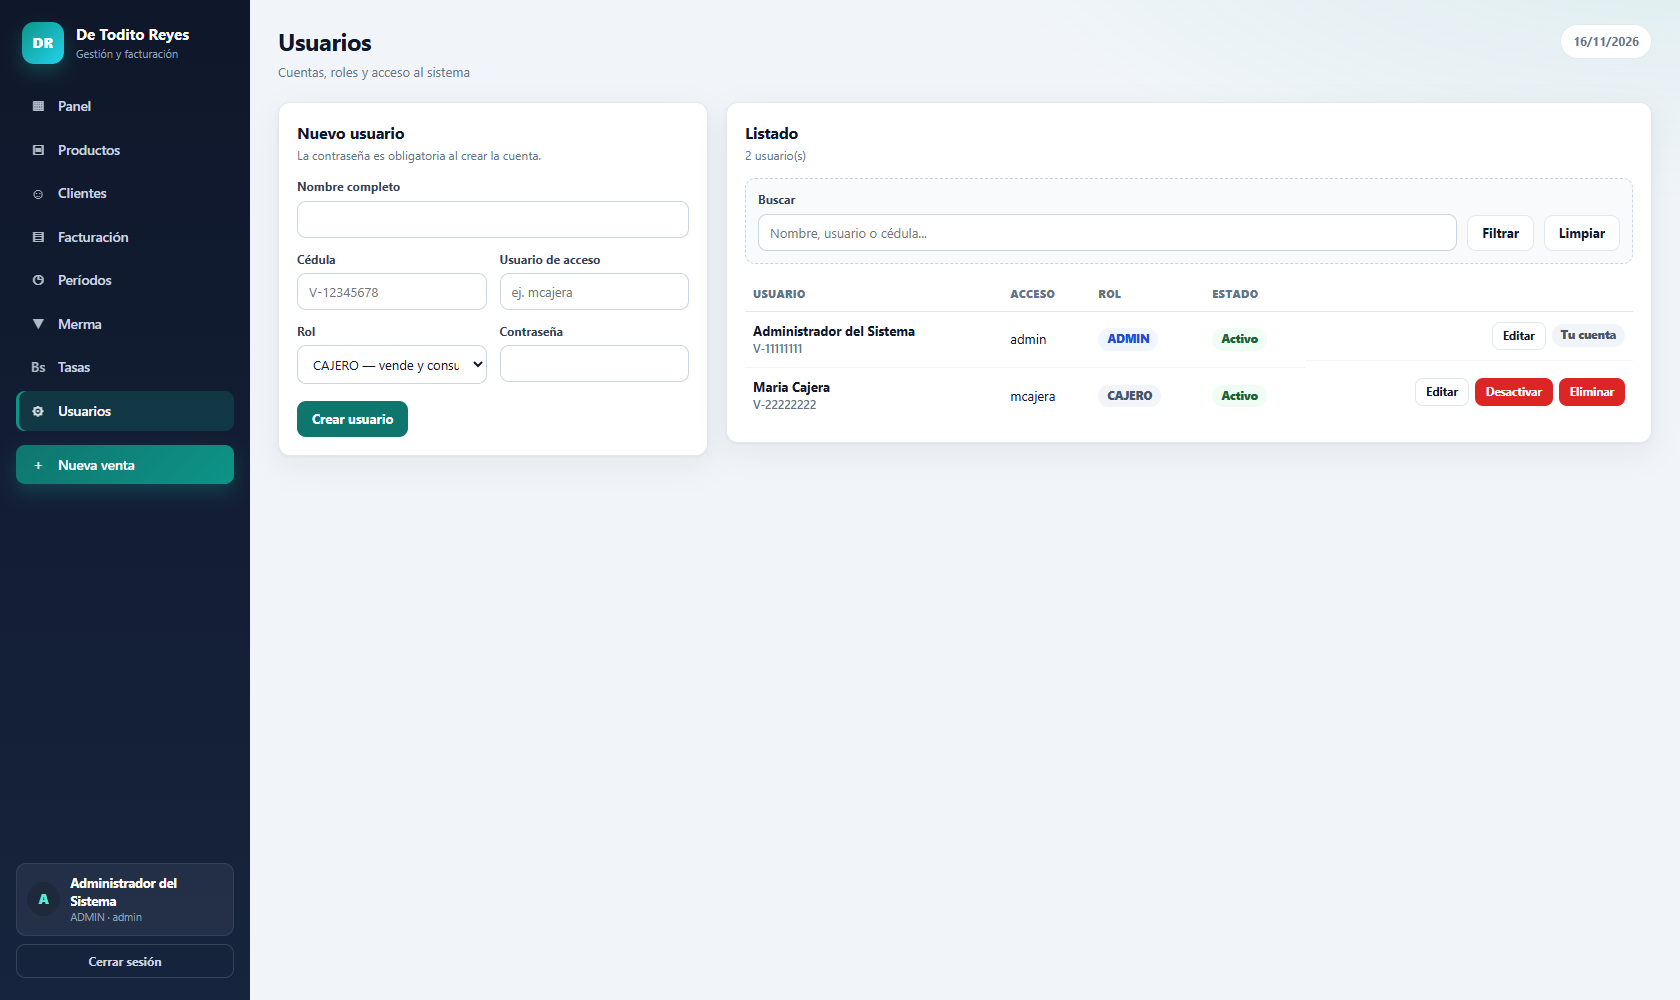 DR
De Todito Reyes
Gestión y facturación
Panel
Productos
Clientes
Facturación
Períodos
Merma
Bs Tasas
Usuarios
+ Nueva venta
A
Administrador del
Sistema
ADMIN · admin
Cerrar sesión
Usuarios
Cuentas, roles y acceso al sistema
16/11/2026
Nuevo usuario
La contraseña es obligatoria al crear la cuenta.
Nombre completo
Cédula
Usuario de acceso
V-12345678
ej. mcajera
Rol
Contraseña
CAJERO — vende y consu
Crear usuario
Listado
2 usuario(s)
Buscar
Nombre, usuario o cédula...
Filtrar
Limpiar
USUARIO ACCESO ROL ESTADO
Administrador del Sistema
V-11111111
admin
ADMIN
Activo
Editar
Tu cuenta
Maria Cajera
V-22222222
mcajera
CAJERO
Activo
Editar
Desactivar
Eliminar